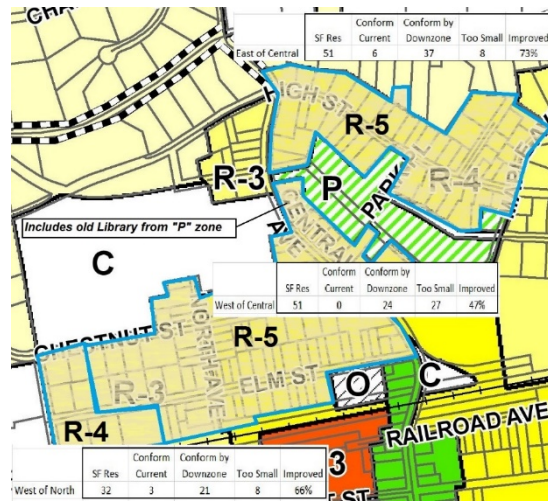 CHA
Conform Conform by
SF Res Current Downzone Too Small Improved
East of Central 51 6 37 8 73%
HIGH ST
R-5
R-4
R-3
P
PARK
Includes old Library from "P" zone
CENTRAL
AVE
C
Conform Conform by
SF Res Current Downzone Too Small Improved
West of Central 51 0 24 27 47%
CHESTNUT ST
NORTH AVE
R-5
R-3
ELM ST
O
C
R-4
RAILROAD AVE
3
ST
Conform Conform by
SF Res Current Downzone Too Small Improved
West of North 32 3 21 8 66%